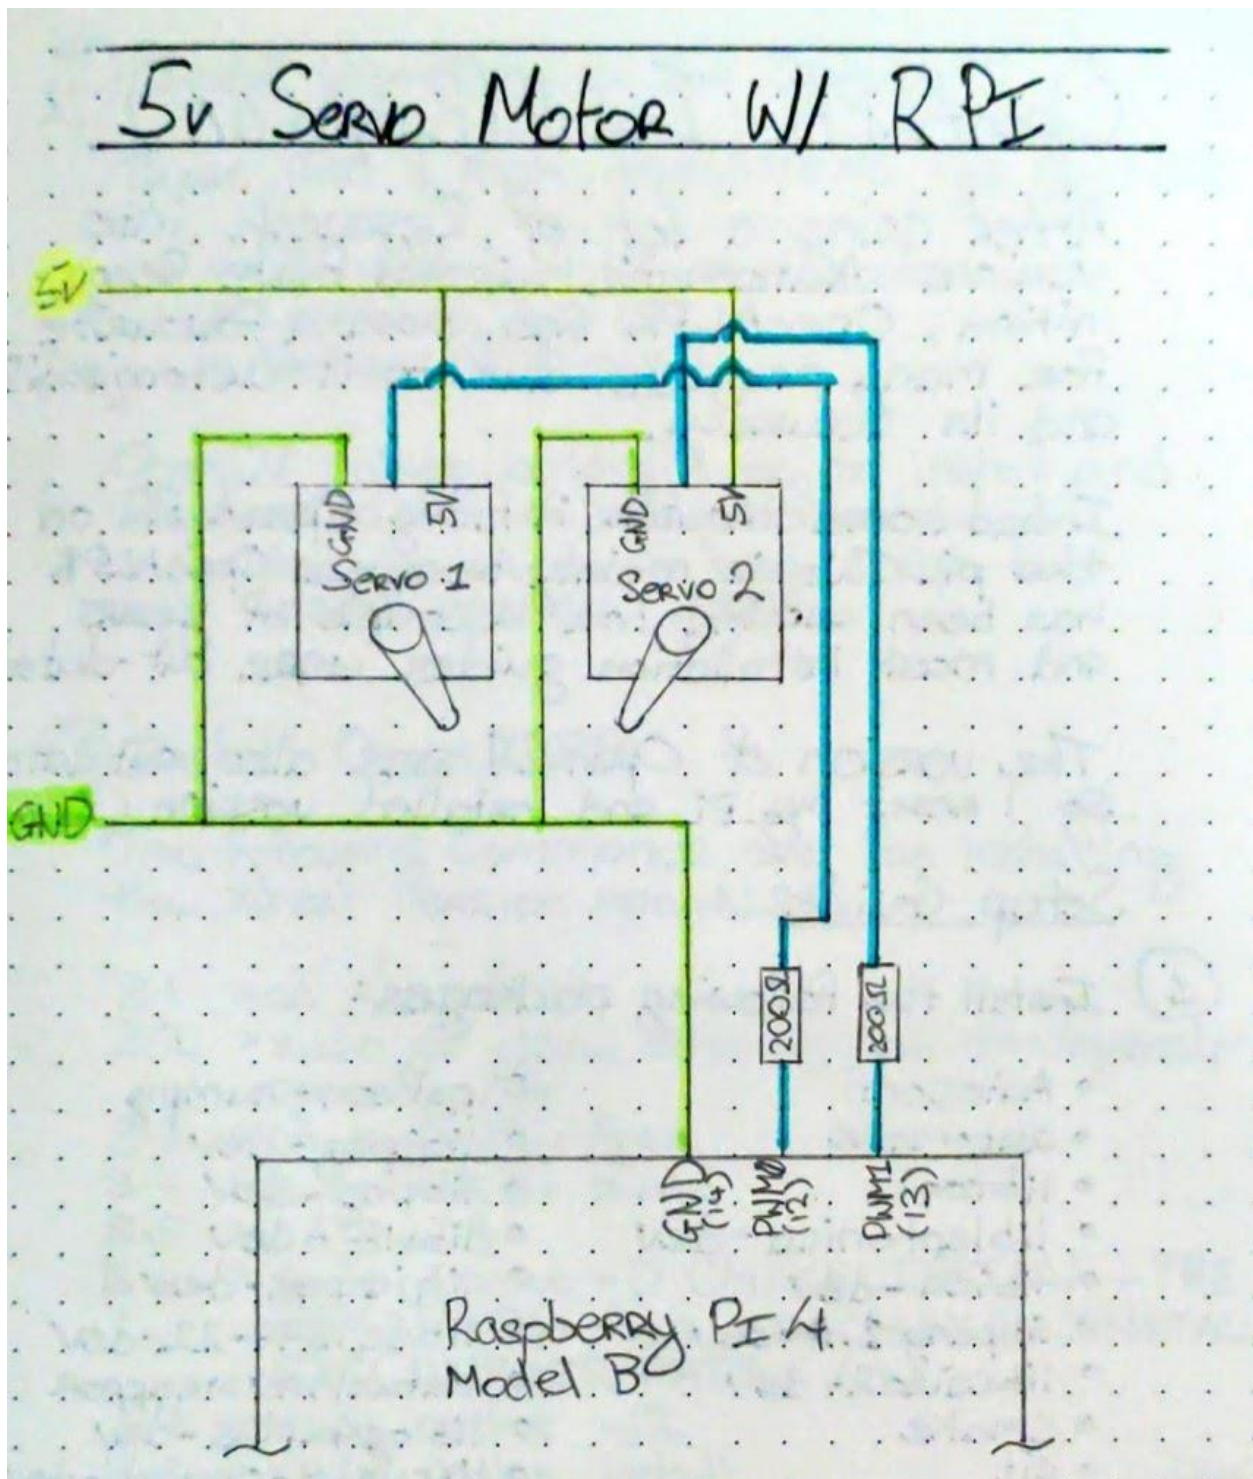 5v Servo Motor W/ R PI
5V
GND
5V
Servo 1
GND
5V
Servo 2
GND
200Ω
200Ω
GND
(14)
PWM0
(12)
PWM1
(13)
Raspberry PI 4
Model B